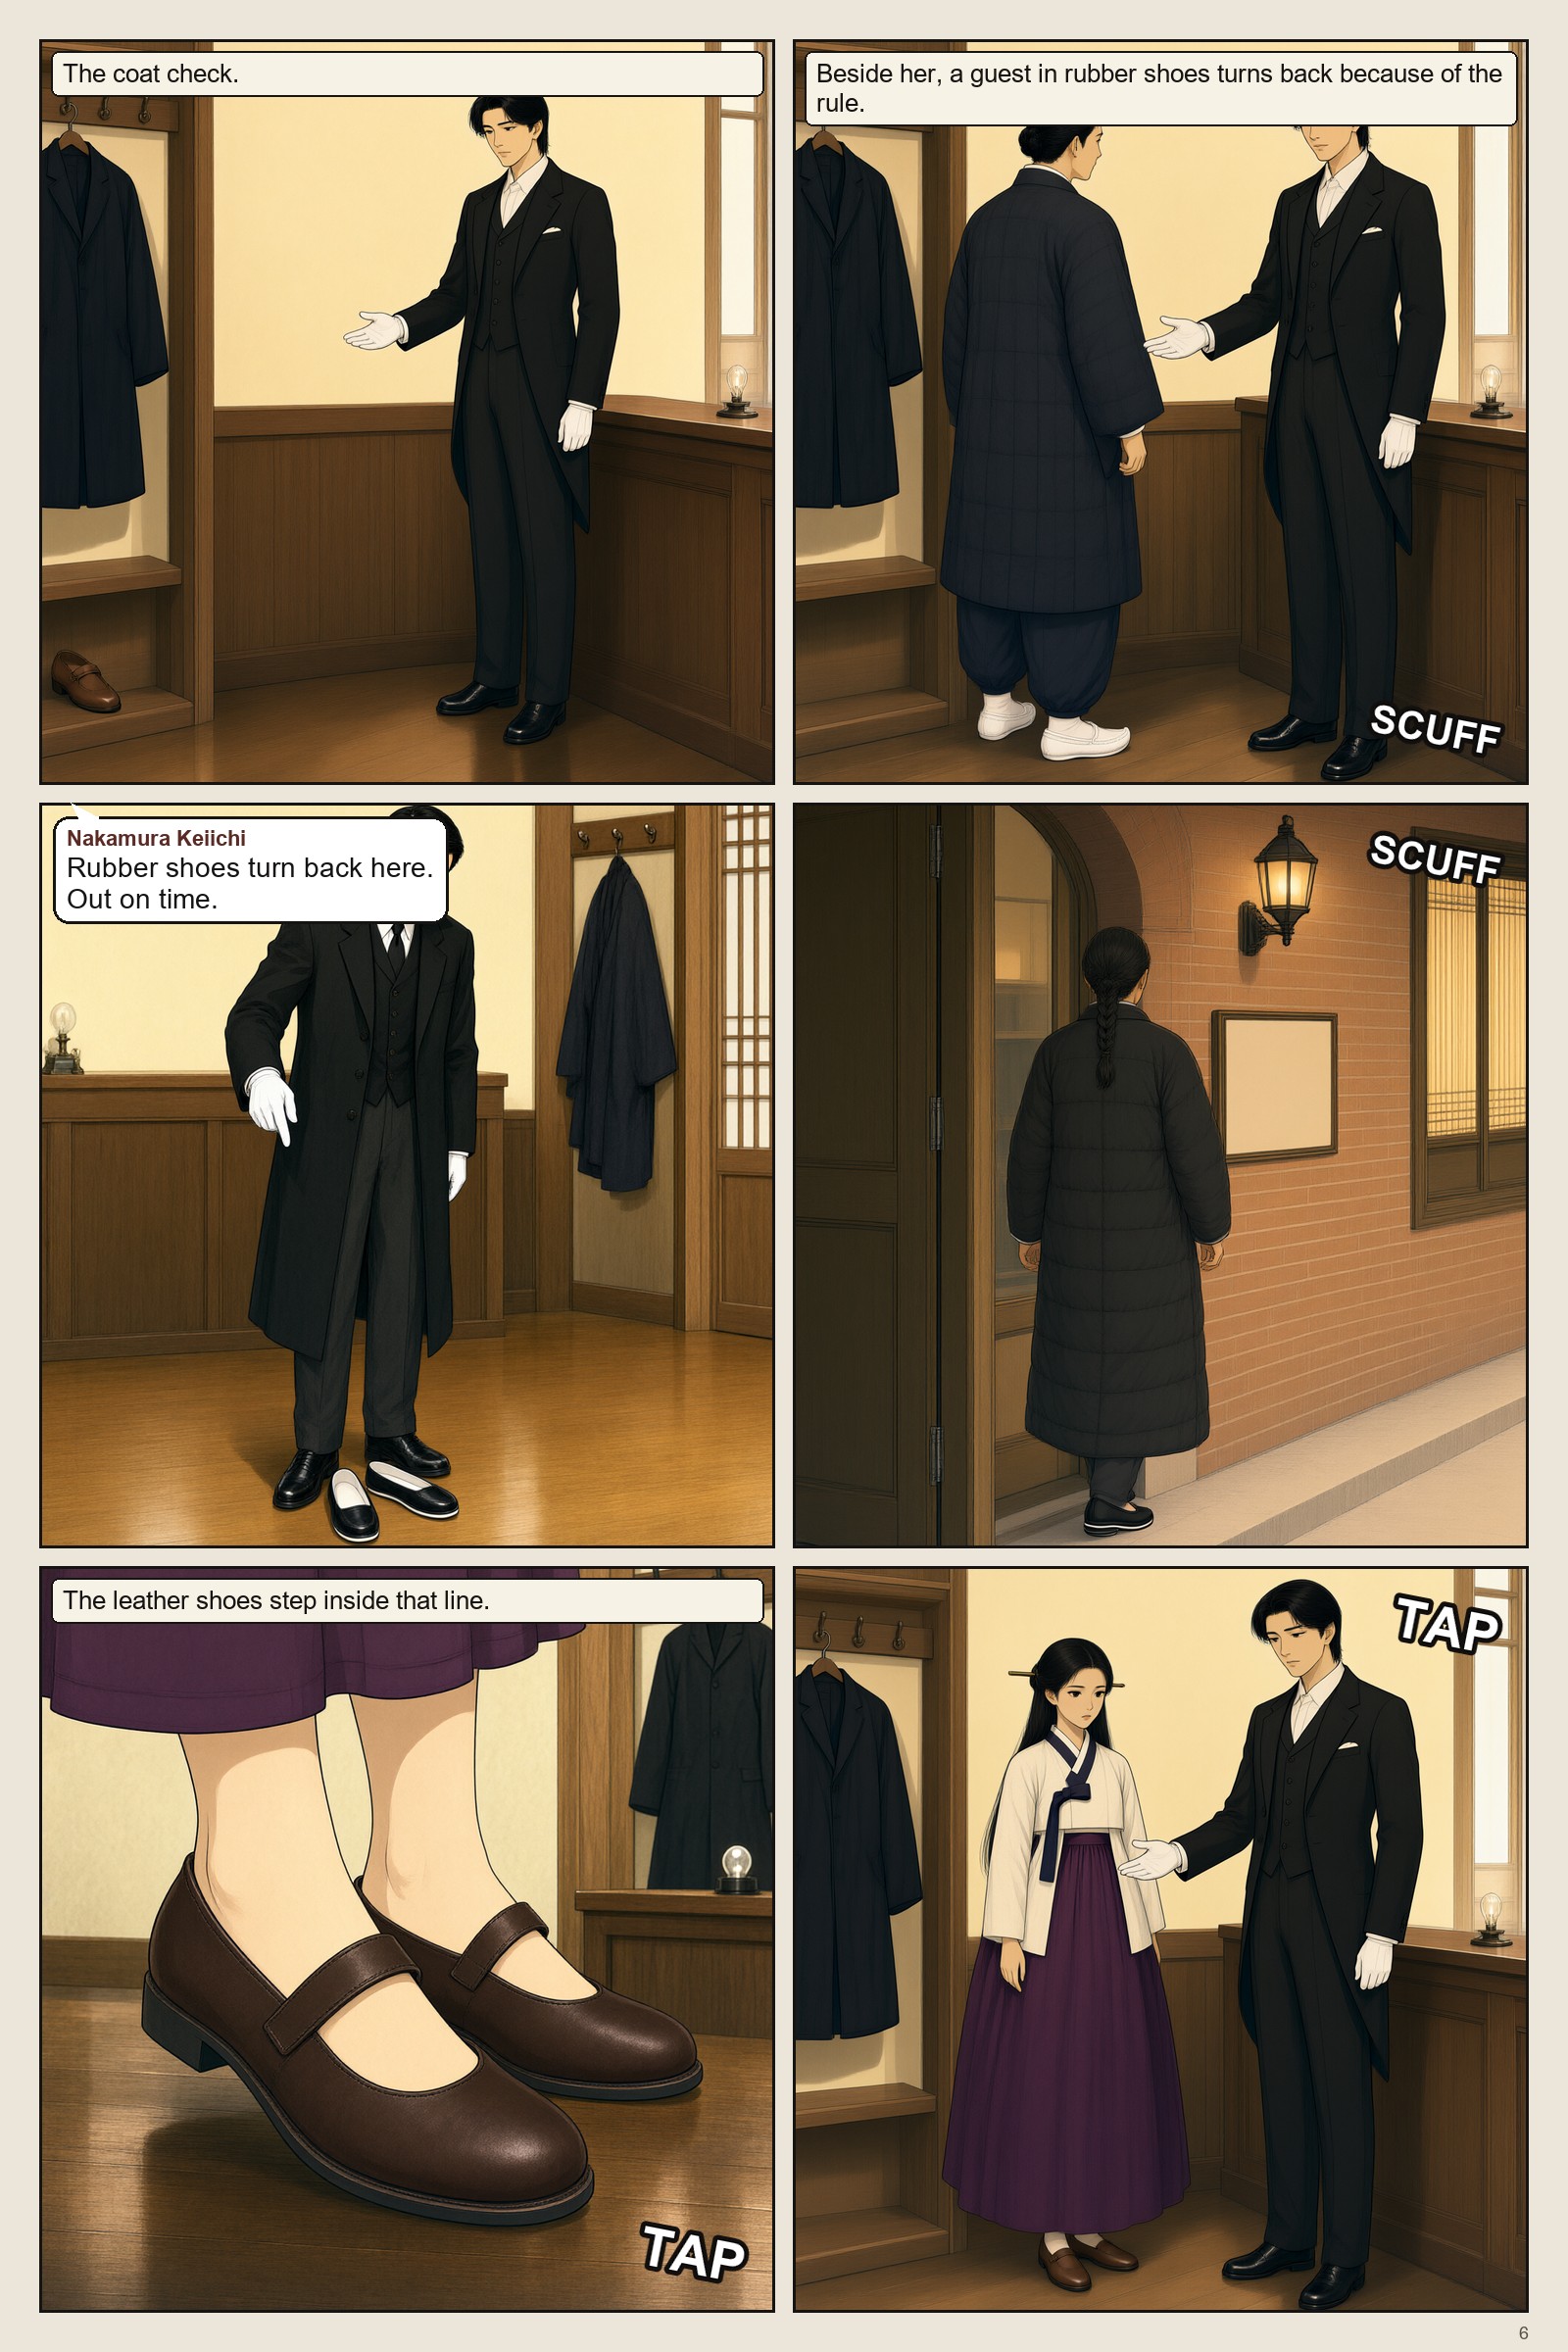 The coat check.
Beside her, a guest in rubber shoes turns back because of the
rule.
SCUFF
Nakamura Keiichi
Rubber shoes turn back here.
Out on time.
SCUFF
The leather shoes step inside that line.
TAP
TAP
6